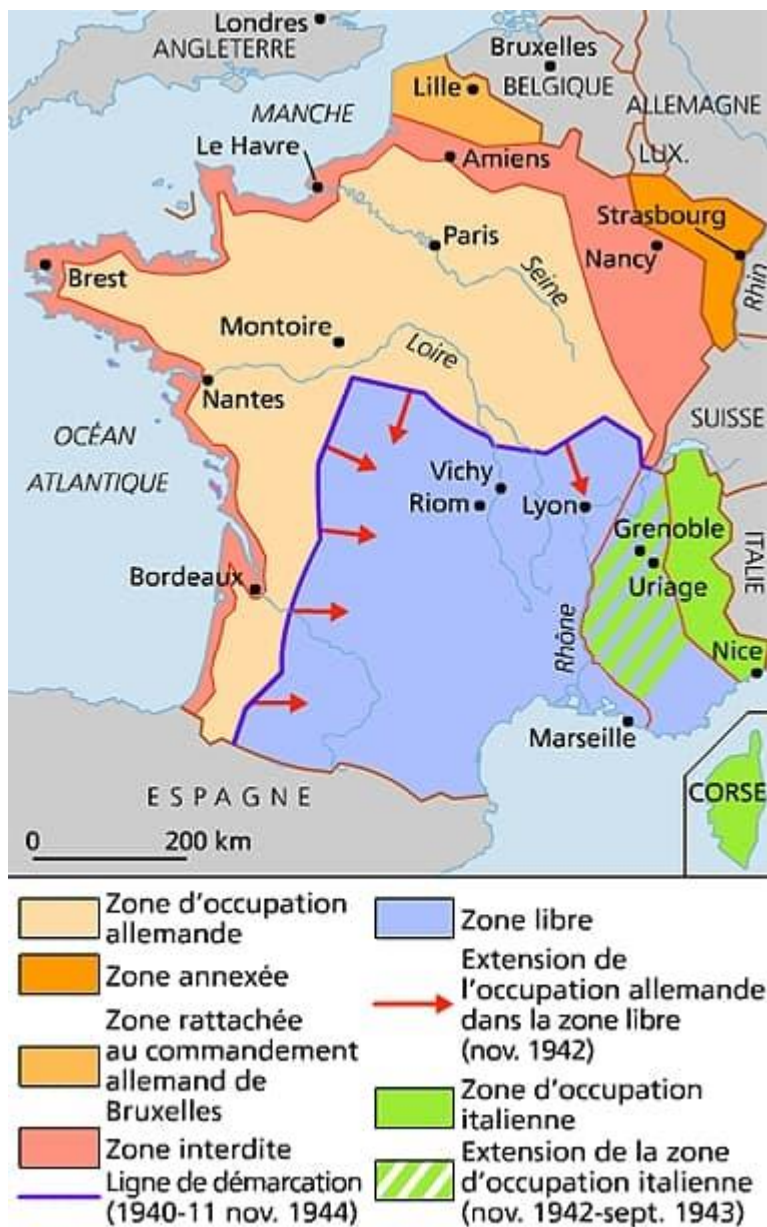 Londres
ANGLETERRE
Bruxelles
BELGIQUE
Lille
ALLEMAGNE
MANCHE
LUX.
Le Havre
Amiens
Strasbourg
Paris
Nancy
Seine
Rhin
Brest
Montoire
Loire
Nantes
SUISSE
OCÉAN
ATLANTIQUE
Vichy
Riom
Lyon
Grenoble
Uriage
ITALIE
Bordeaux
Rhône
Nice
Marseille
ESPAGNE
CORSE
0 200 km
Zone d'occupation
allemande
Zone annexée
Zone rattachée
au commandement
allemand de
Bruxelles
Zone interdite
Ligne de démarcation
(1940-11 nov. 1944)
Zone libre
Extension de
l'occupation allemande
dans la zone libre
(nov. 1942)
Zone d'occupation
italienne
Extension de la zone
d'occupation italienne
(nov. 1942-sept. 1943)